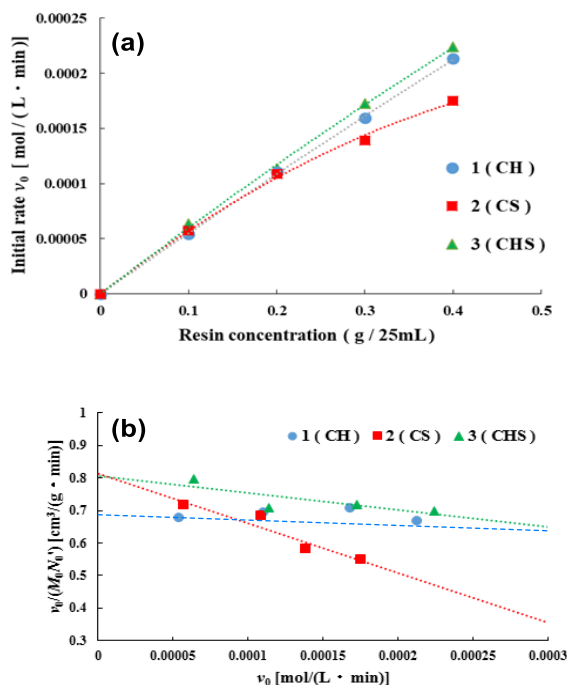 (a)
Initial rate v₀ [ mol / ( L・min )]
0.00025
0.0002
0.00015
0.0001
0.00005
0
0
0.1
0.2
0.3
0.4
0.5
1 ( CH )
2 ( CS )
3 ( CHS )
Resin concentration ( g / 25mL)
(b)
1 ( CH )
2 ( CS )
3 ( CHS )
v₀/(M₀N₀') [cm³/(g・min)]
1
0.9
0.8
0.7
0.6
0.5
0.4
0.3
0
0.00005
0.0001
0.00015
0.0002
0.00025
0.0003
v₀ [mol/(L・min)]